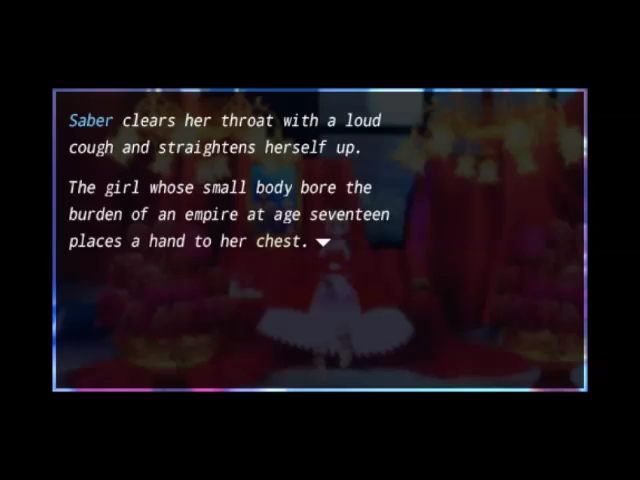 Saber clears her throat with a loud
cough and straightens herself up.
The girl whose small body bore the
burden of an empire at age seventeen
places a hand to her chest.